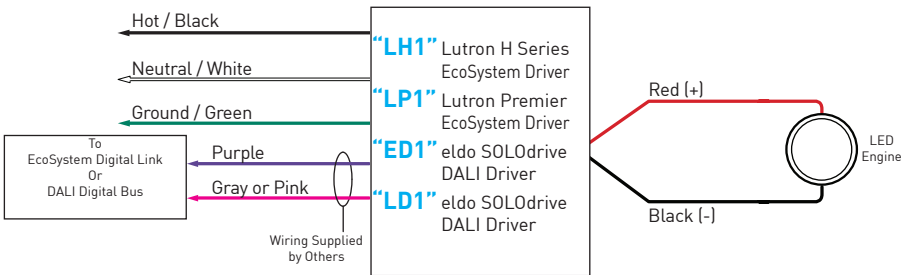 Hot / Black
Neutral / White
Ground / Green
To
EcoSystem Digital Link
Or
DALI Digital Bus
Purple
Gray or Pink
Wiring Supplied
by Others
“LH1” Lutron H Series
EcoSystem Driver
“LP1” Lutron Premier
EcoSystem Driver
“ED1” eldo SOLOdrive
DALI Driver
“LD1” eldo SOLOdrive
DALI Driver
Red (+)
Black (-)
LED
Engine